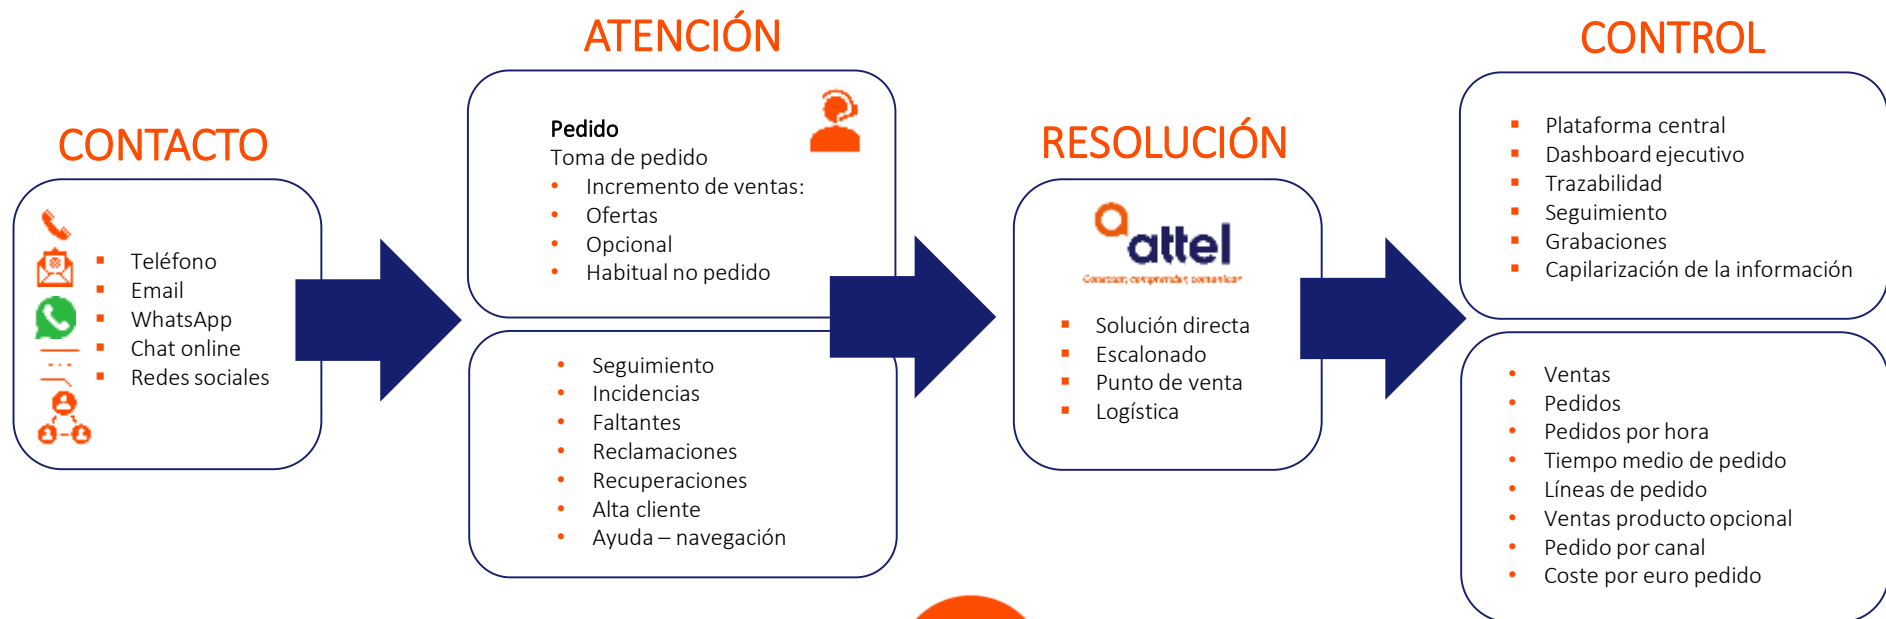 CONTACTO
Teléfono
Email
WhatsApp
Chat online
Redes sociales
ATENCIÓN
Pedido
Toma de pedido
• Incremento de ventas:
• Ofertas
• Opcional
• Habitual no pedido
• Seguimiento
• Incidencias
• Faltantes
• Reclamaciones
• Recuperaciones
• Alta cliente
• Ayuda – navegación
RESOLUCIÓN
attel
Conectar, comprender, comunicar
Solución directa
Escalonado
Punto de venta
Logística
CONTROL
Plataforma central
Dashboard ejecutivo
Trazabilidad
Seguimiento
Grabaciones
Capilarización de la información
• Ventas
• Pedidos
• Pedidos por hora
• Tiempo medio de pedido
• Líneas de pedido
• Ventas producto opcional
• Pedido por canal
• Coste por euro pedido